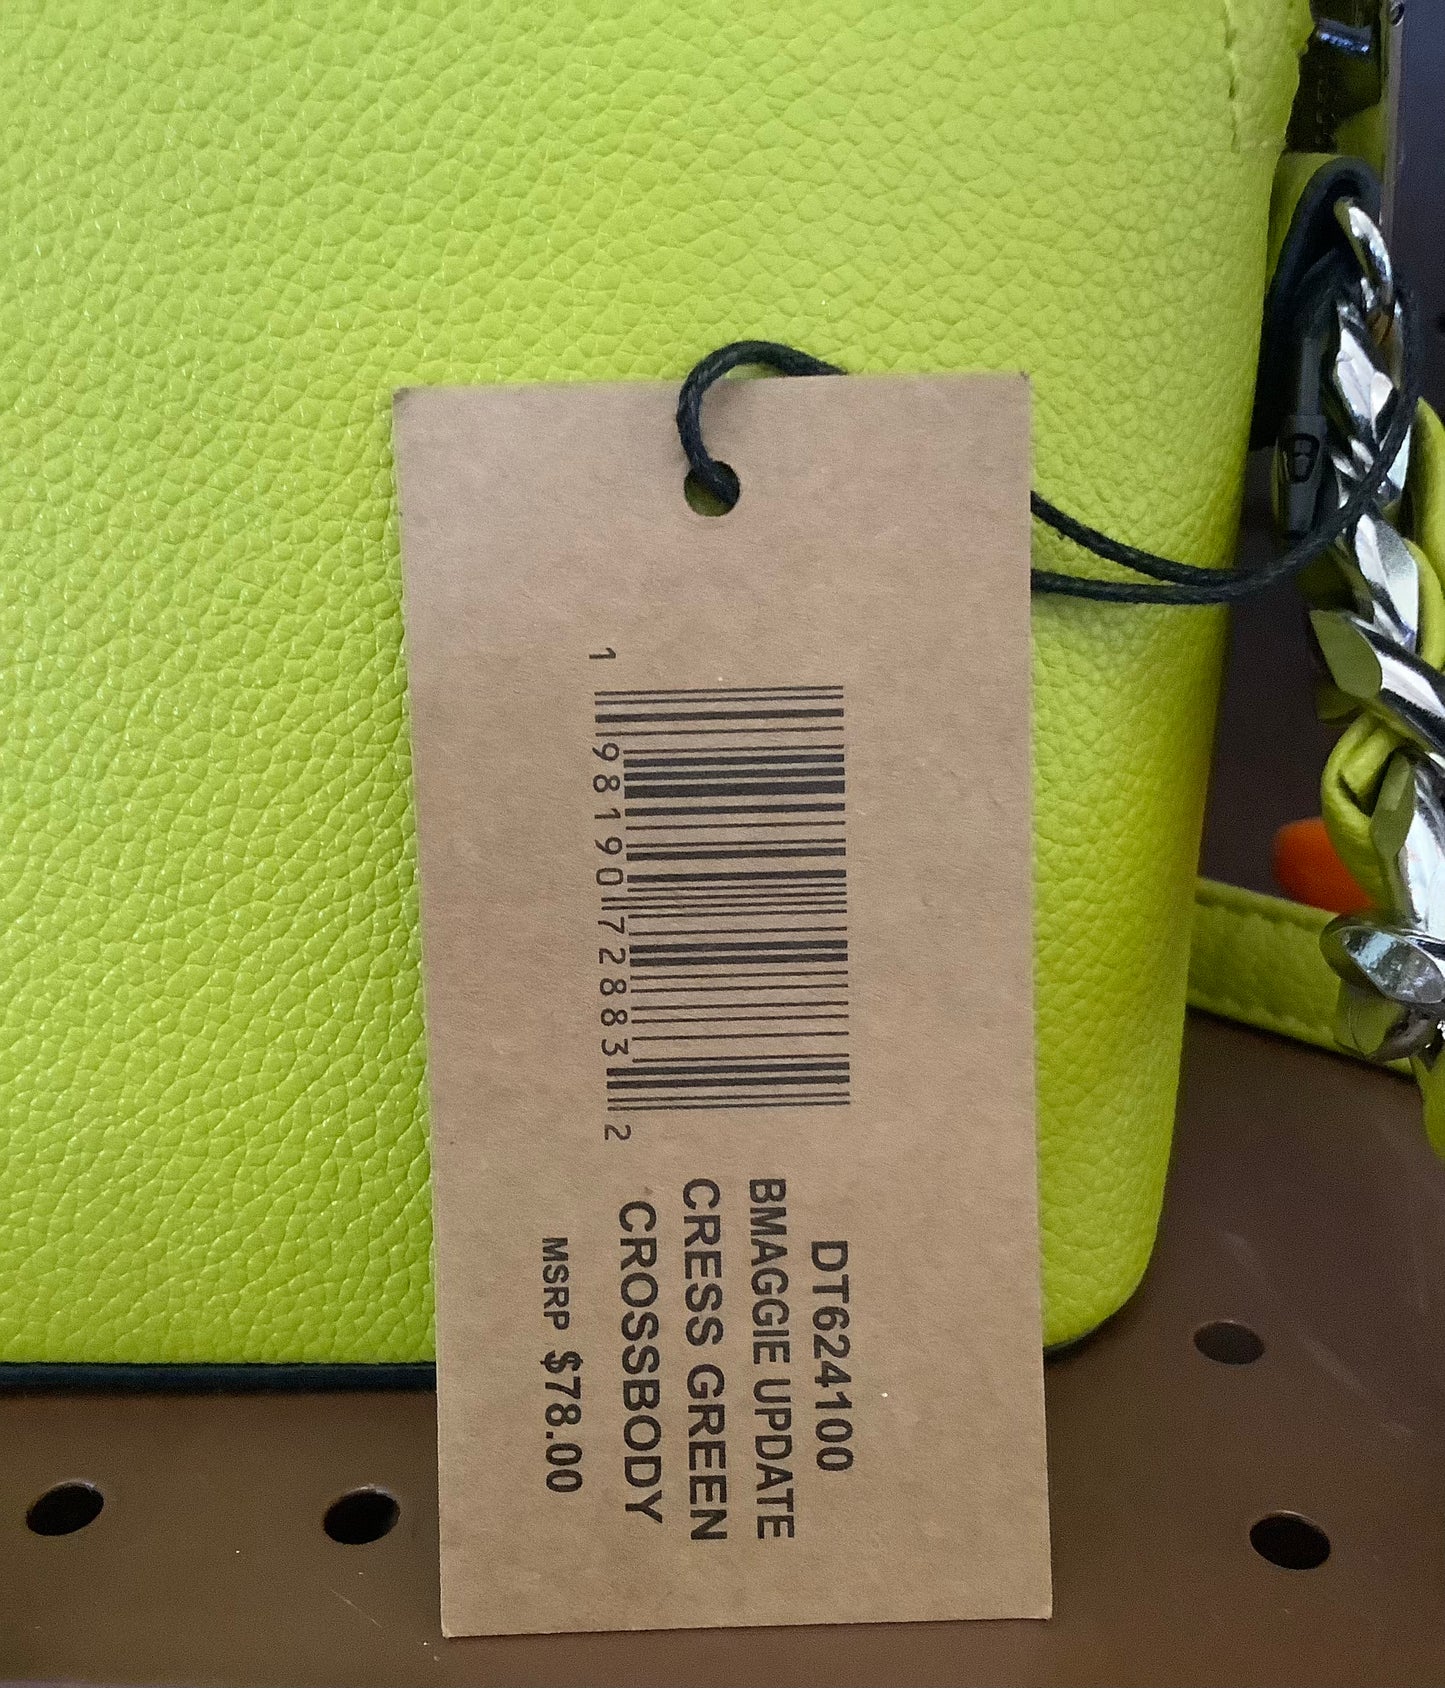 1 98190 72883 2
DT624100
BMAGGIE UPDATE
CRESS GREEN
CROSSBODY
MSRP $78.00